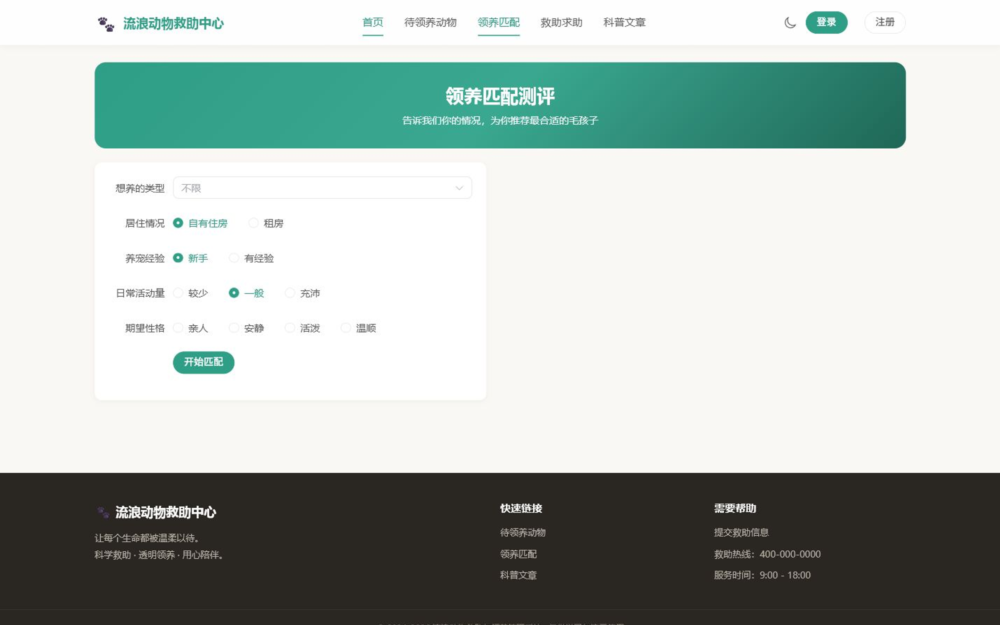 流浪动物救助中心 首页 待领养动物 领养匹配 救助求助 科普文章 登录 注册
领养匹配测评
告诉我们你的情况，为你推荐最合适的毛孩子
想养的类型 不限
居住情况 自有住房 租房
养宠经验 新手 有经验
日常活动量 较少 一般 充沛
期望性格 亲人 安静 活泼 温顺
开始匹配
流浪动物救助中心
让每个生命都被温柔以待。
科学救助 · 透明领养 · 用心陪伴。
快速链接
待领养动物
领养匹配
科普文章
需要帮助
提交救助信息
救助热线：400-000-0000
服务时间：9:00 - 18:00